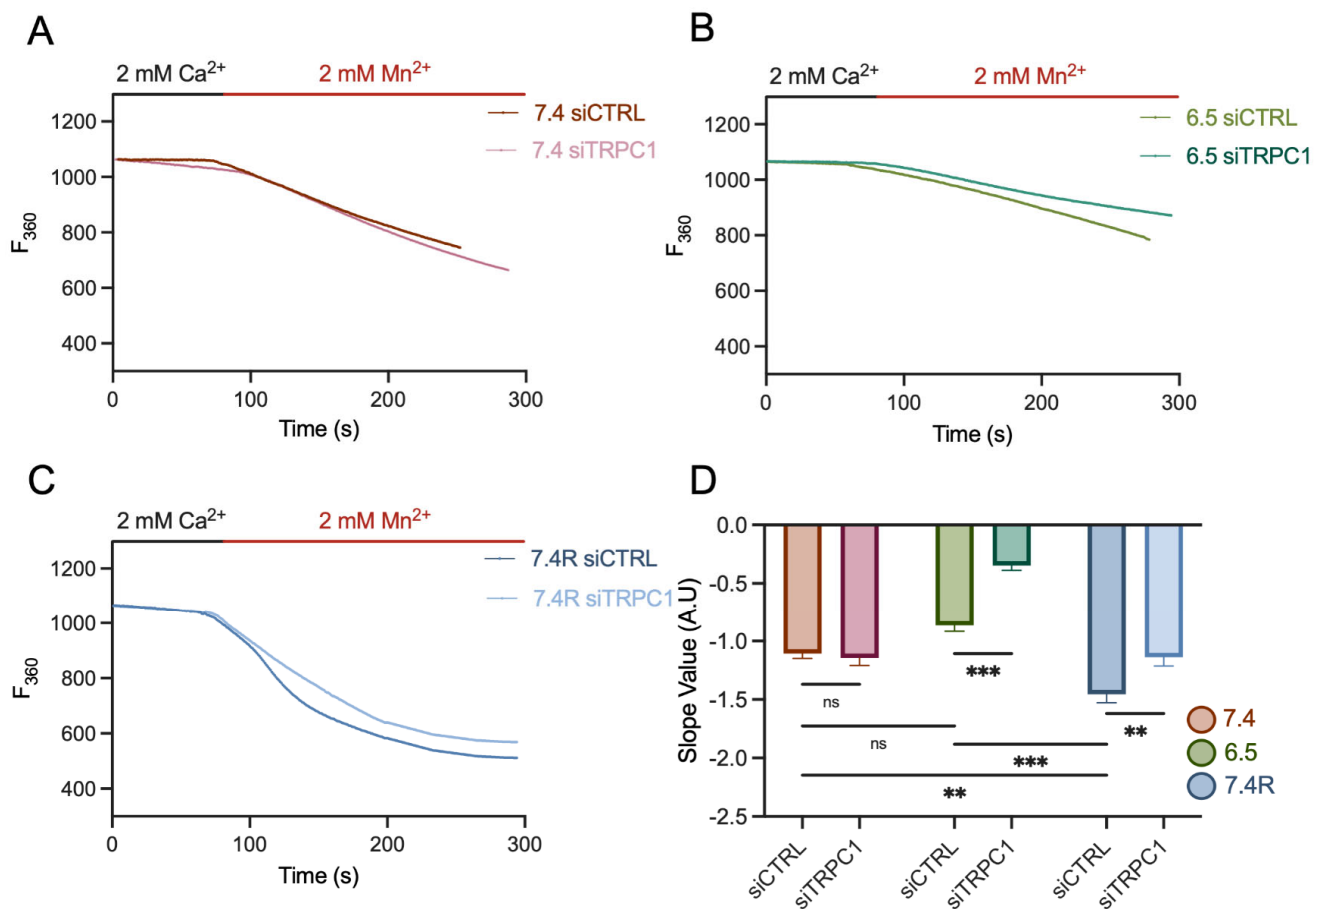 A
2 mM Ca²⁺ 2 mM Mn²⁺
7.4 siCTRL
7.4 siTRPC1
1200
1000
800
600
400
F₃₆₀
0 100 200 300
Time (s)
B
2 mM Ca²⁺ 2 mM Mn²⁺
6.5 siCTRL
6.5 siTRPC1
1200
1000
800
600
400
F₃₆₀
0 100 200 300
Time (s)
C
2 mM Ca²⁺ 2 mM Mn²⁺
7.4R siCTRL
7.4R siTRPC1
1200
1000
800
600
400
F₃₆₀
0 100 200 300
Time (s)
D
0.0
-0.5
-1.0
-1.5
-2.0
-2.5
Slope Value (A.U)
***
ns
**
ns
***
**
7.4
6.5
7.4R
siCTRL siTRPC1 siCTRL siTRPC1 siCTRL siTRPC1